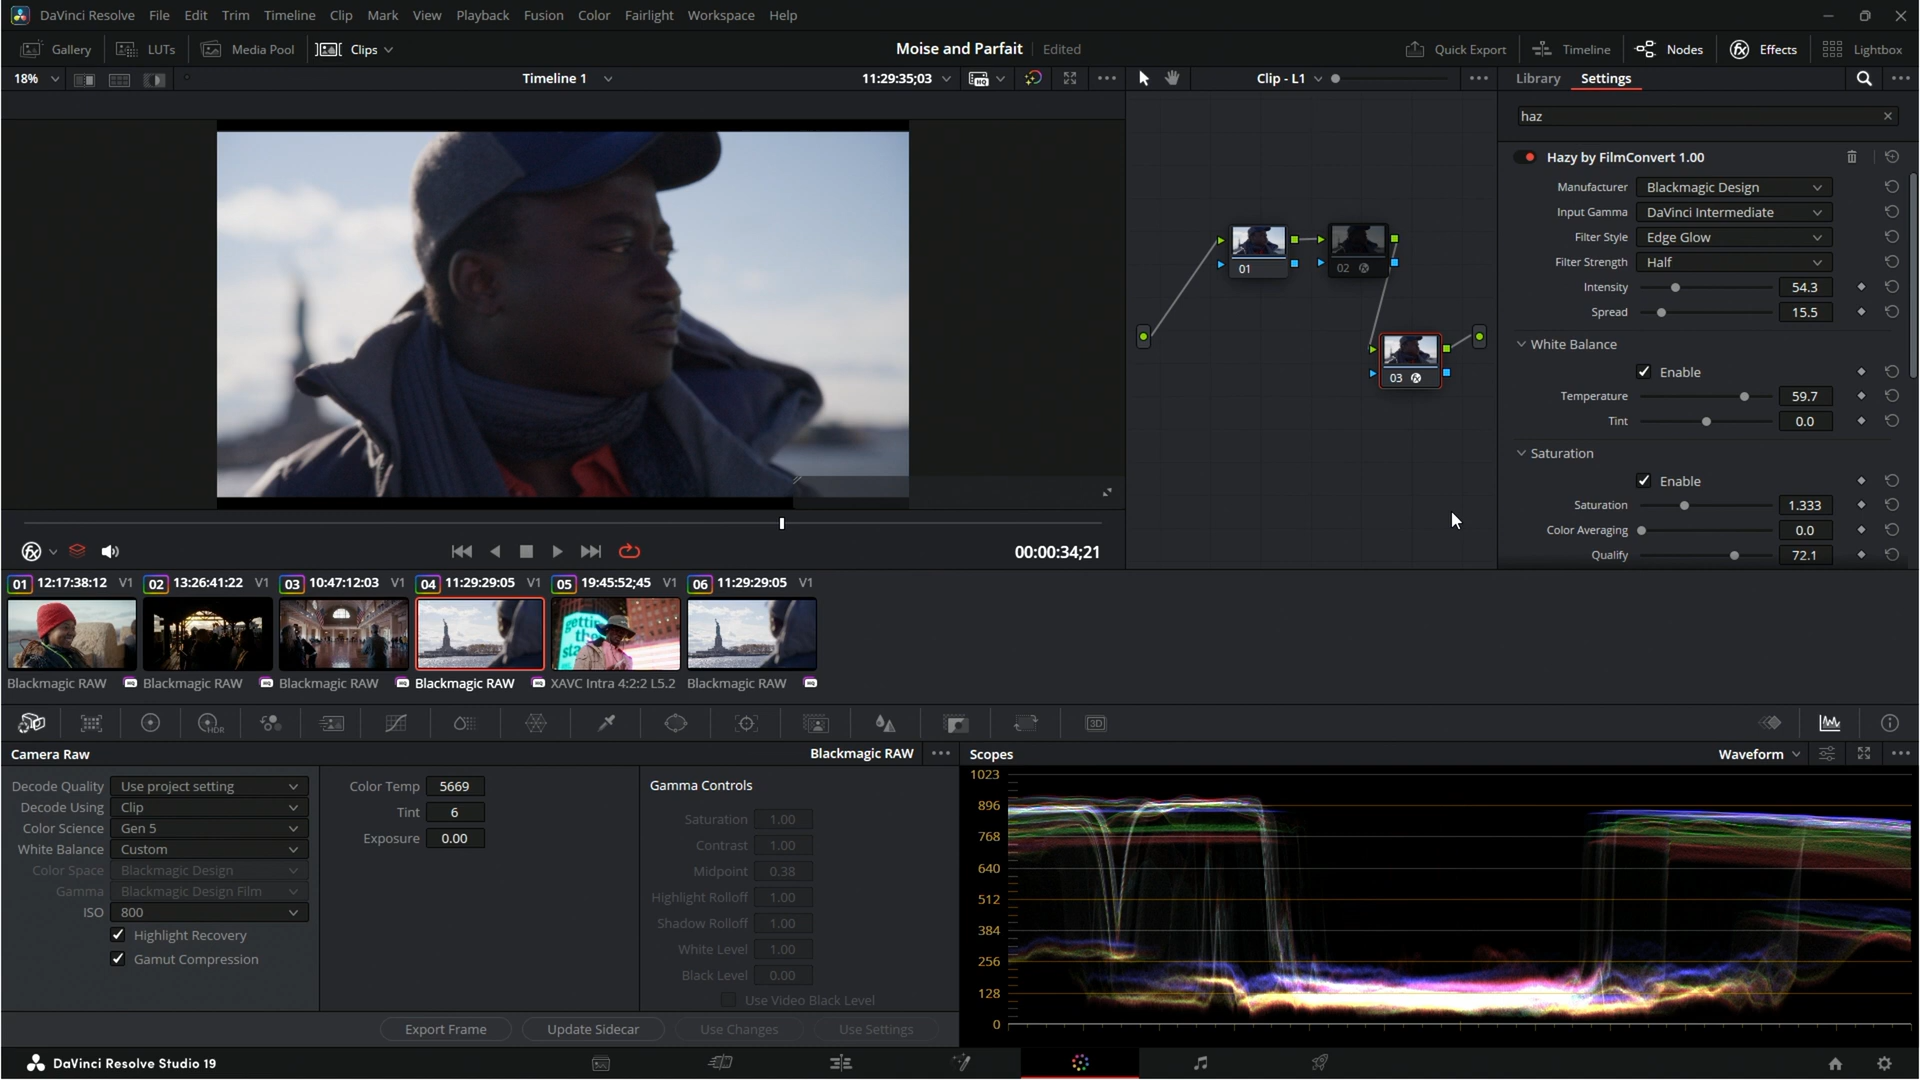 DaVinci Resolve File Edit Trim Timeline Clip Mark View Playback Fusion Color Fairlight Workspace Help
Gallery LUTs Media Pool Clips Moise and Parfait Edited Quick Export Timeline Nodes Effects Lightbox
18% Timeline 1 11:29:35;03 Clip - L1 Library Settings
haz
Hazy by FilmConvert 1.00
Manufacturer Blackmagic Design
Input Gamma DaVinci Intermediate
Filter Style Edge Glow
Filter Strength Half
Intensity 54.3
Spread 15.5
White Balance
Enable
Temperature 59.7
Tint 0.0
Saturation
Enable
Saturation 1.333
Color Averaging 0.0
Qualify 72.1
01
02
03
00:00:34;21
01 12:17:38:12 V1 02 13:26:41:22 V1 03 10:47:12:03 V1 04 11:29:29:05 V1 05 19:45:52;45 V1 06 11:29:29:05 V1
getti
the
sta
Blackmagic RAW Blackmagic RAW Blackmagic RAW Blackmagic RAW XAVC Intra 4:2:2 L5.2 Blackmagic RAW
HDR
3D
Camera Raw Blackmagic RAW Scopes Waveform
Decode Quality Use project setting
Decode Using Clip
Color Science Gen 5
White Balance Custom
Color Space Blackmagic Design
Gamma Blackmagic Design Film
ISO 800
Highlight Recovery
Gamut Compression
Color Temp 5669
Tint 6
Exposure 0.00
Gamma Controls
Saturation 1.00
Contrast 1.00
Midpoint 0.38
Highlight Rolloff 1.00
Shadow Rolloff 1.00
White Level 1.00
Black Level 0.00
Use Video Black Level
1023
896
768
640
512
384
256
128
0
Export Frame Update Sidecar Use Changes Use Settings
DaVinci Resolve Studio 19